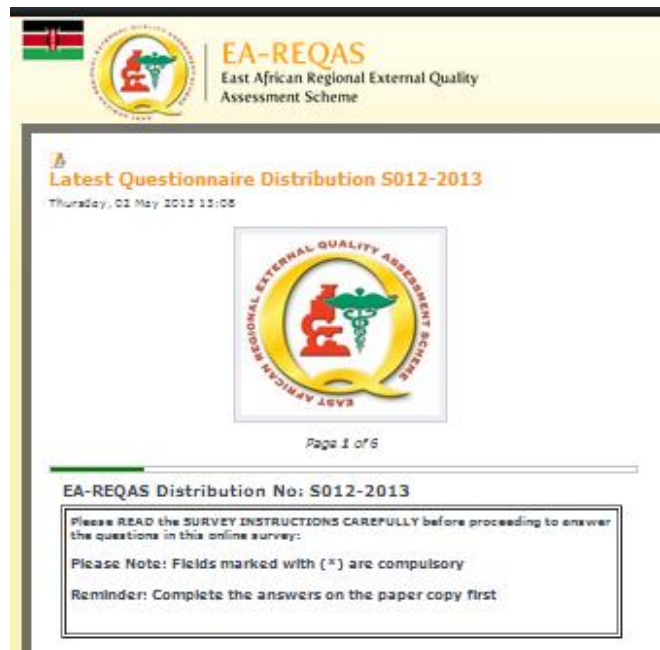 EA-REQAS
East African Regional External Quality
Assessment Scheme
Latest Questionnaire Distribution S012-2013
Thursday, 02 May 2013 13:08
EAST AFRICAN REGIONAL EXTERNAL QUALITY ASSESSMENT SCHEME
Page 1 of 6
EA-REQAS Distribution No: S012-2013
Please READ the SURVEY INSTRUCTIONS CAREFULLY before proceeding to answer
the questions in this online survey:
Please Note: Fields marked with (*) are compulsory
Reminder: Complete the answers on the paper copy first